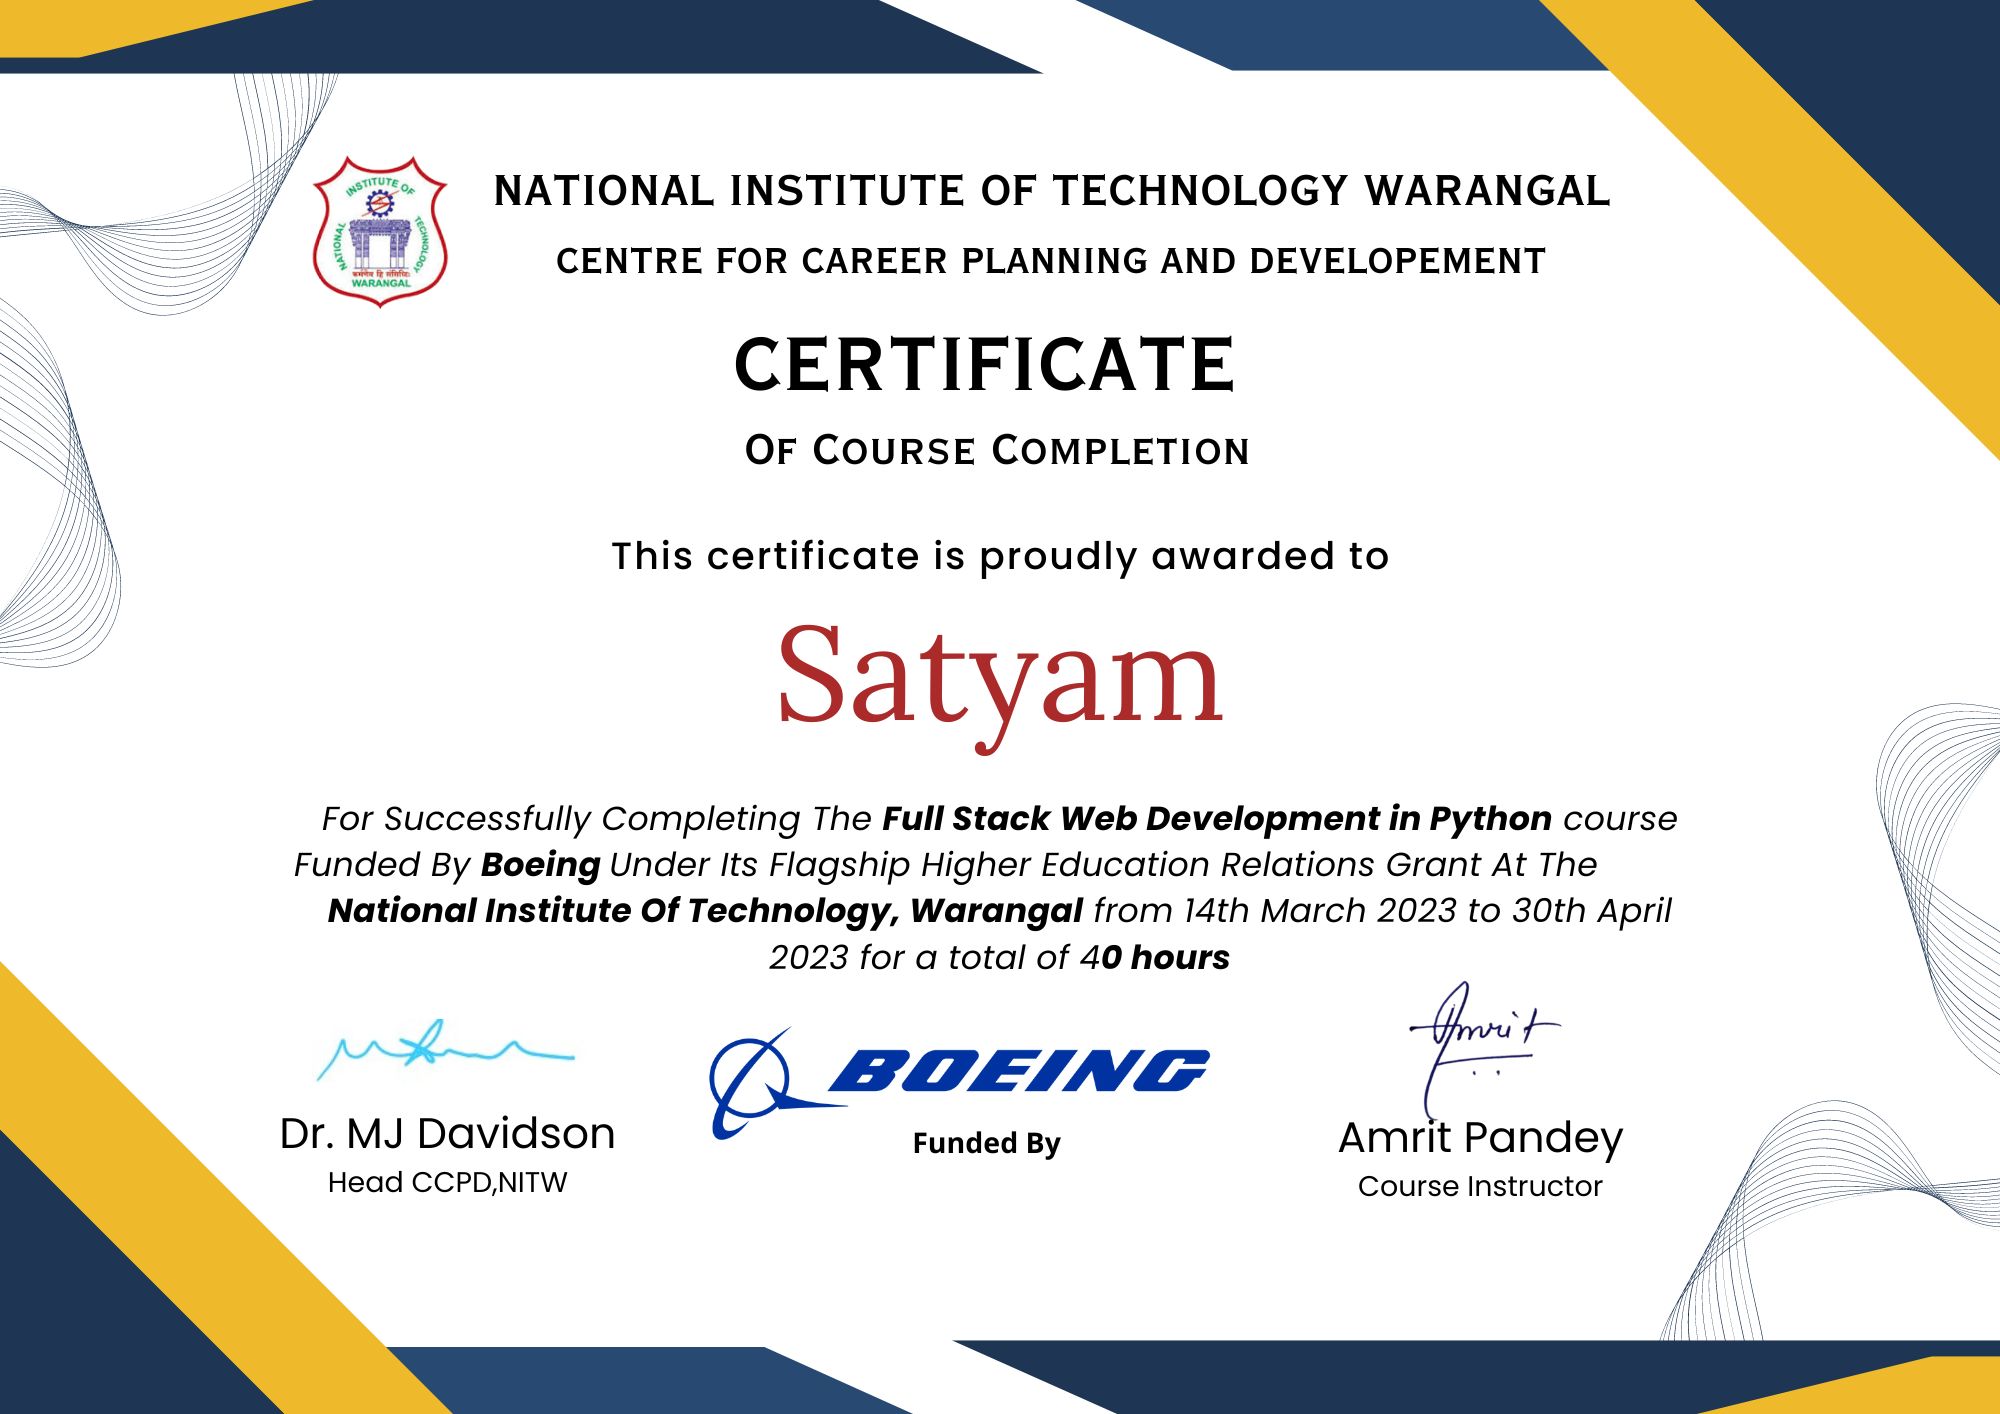 NATIONAL INSTITUTE OF TECHNOLOGY WARANGAL
CENTRE FOR CAREER PLANNING AND DEVELOPEMENT
INSTITUTE OF
NATIONAL
TECHNOLOGY
कर्मण्येव हि संसिद्धिः
WARANGAL
CERTIFICATE
OF COURSE COMPLETION
This certificate is proudly awarded to
Satyam
For Successfully Completing The Full Stack Web Development in Python course
Funded By Boeing Under Its Flagship Higher Education Relations Grant At The
National Institute Of Technology, Warangal from 14th March 2023 to 30th April
2023 for a total of 40 hours
Amrit
BOEING
Dr. MJ Davidson
Funded By
Amrit Pandey
Head CCPD,NITW
Course Instructor